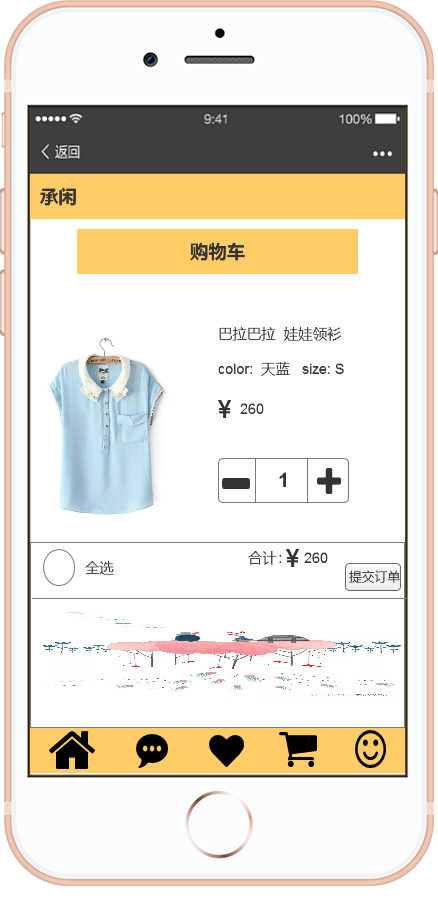 9:41
100%
返回
承闲
购物车
巴拉巴拉 娃娃领衫
color: 天蓝 size: S
¥ 260
1
全选
合计: ¥ 260
提交订单